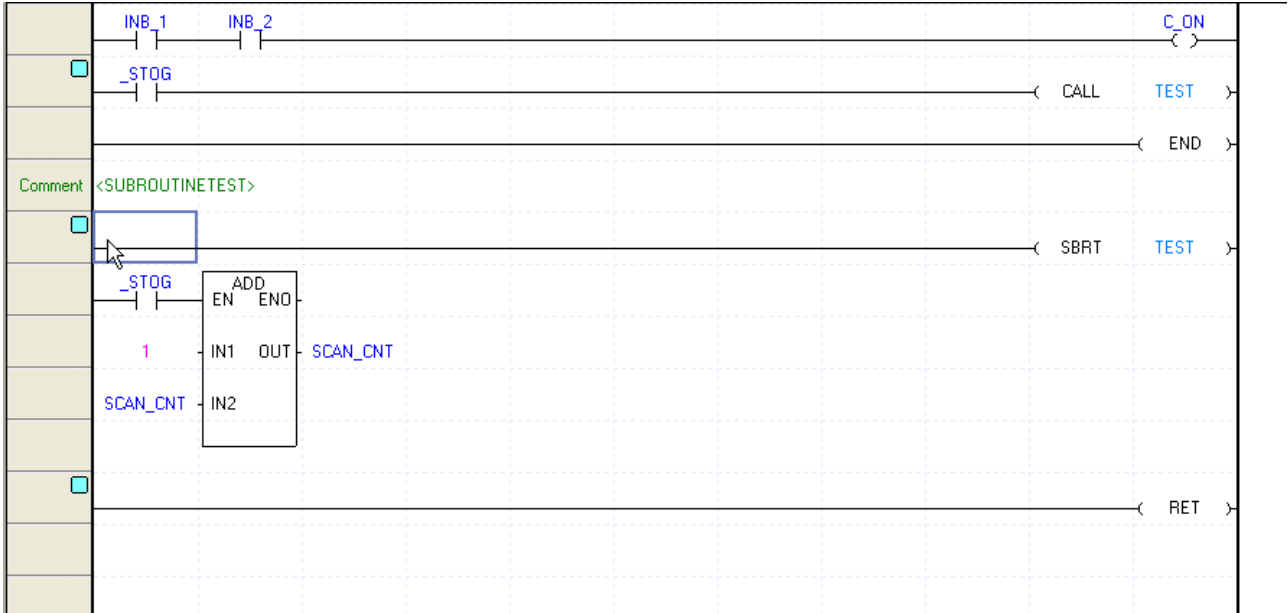 INB_1 INB_2 C_ON
_STOG
CALL TEST
END
Comment <SUBROUTINETEST>
SBRT TEST
_STOG ADD
EN ENO
1 IN1 OUT SCAN_CNT
SCAN_CNT IN2
RET